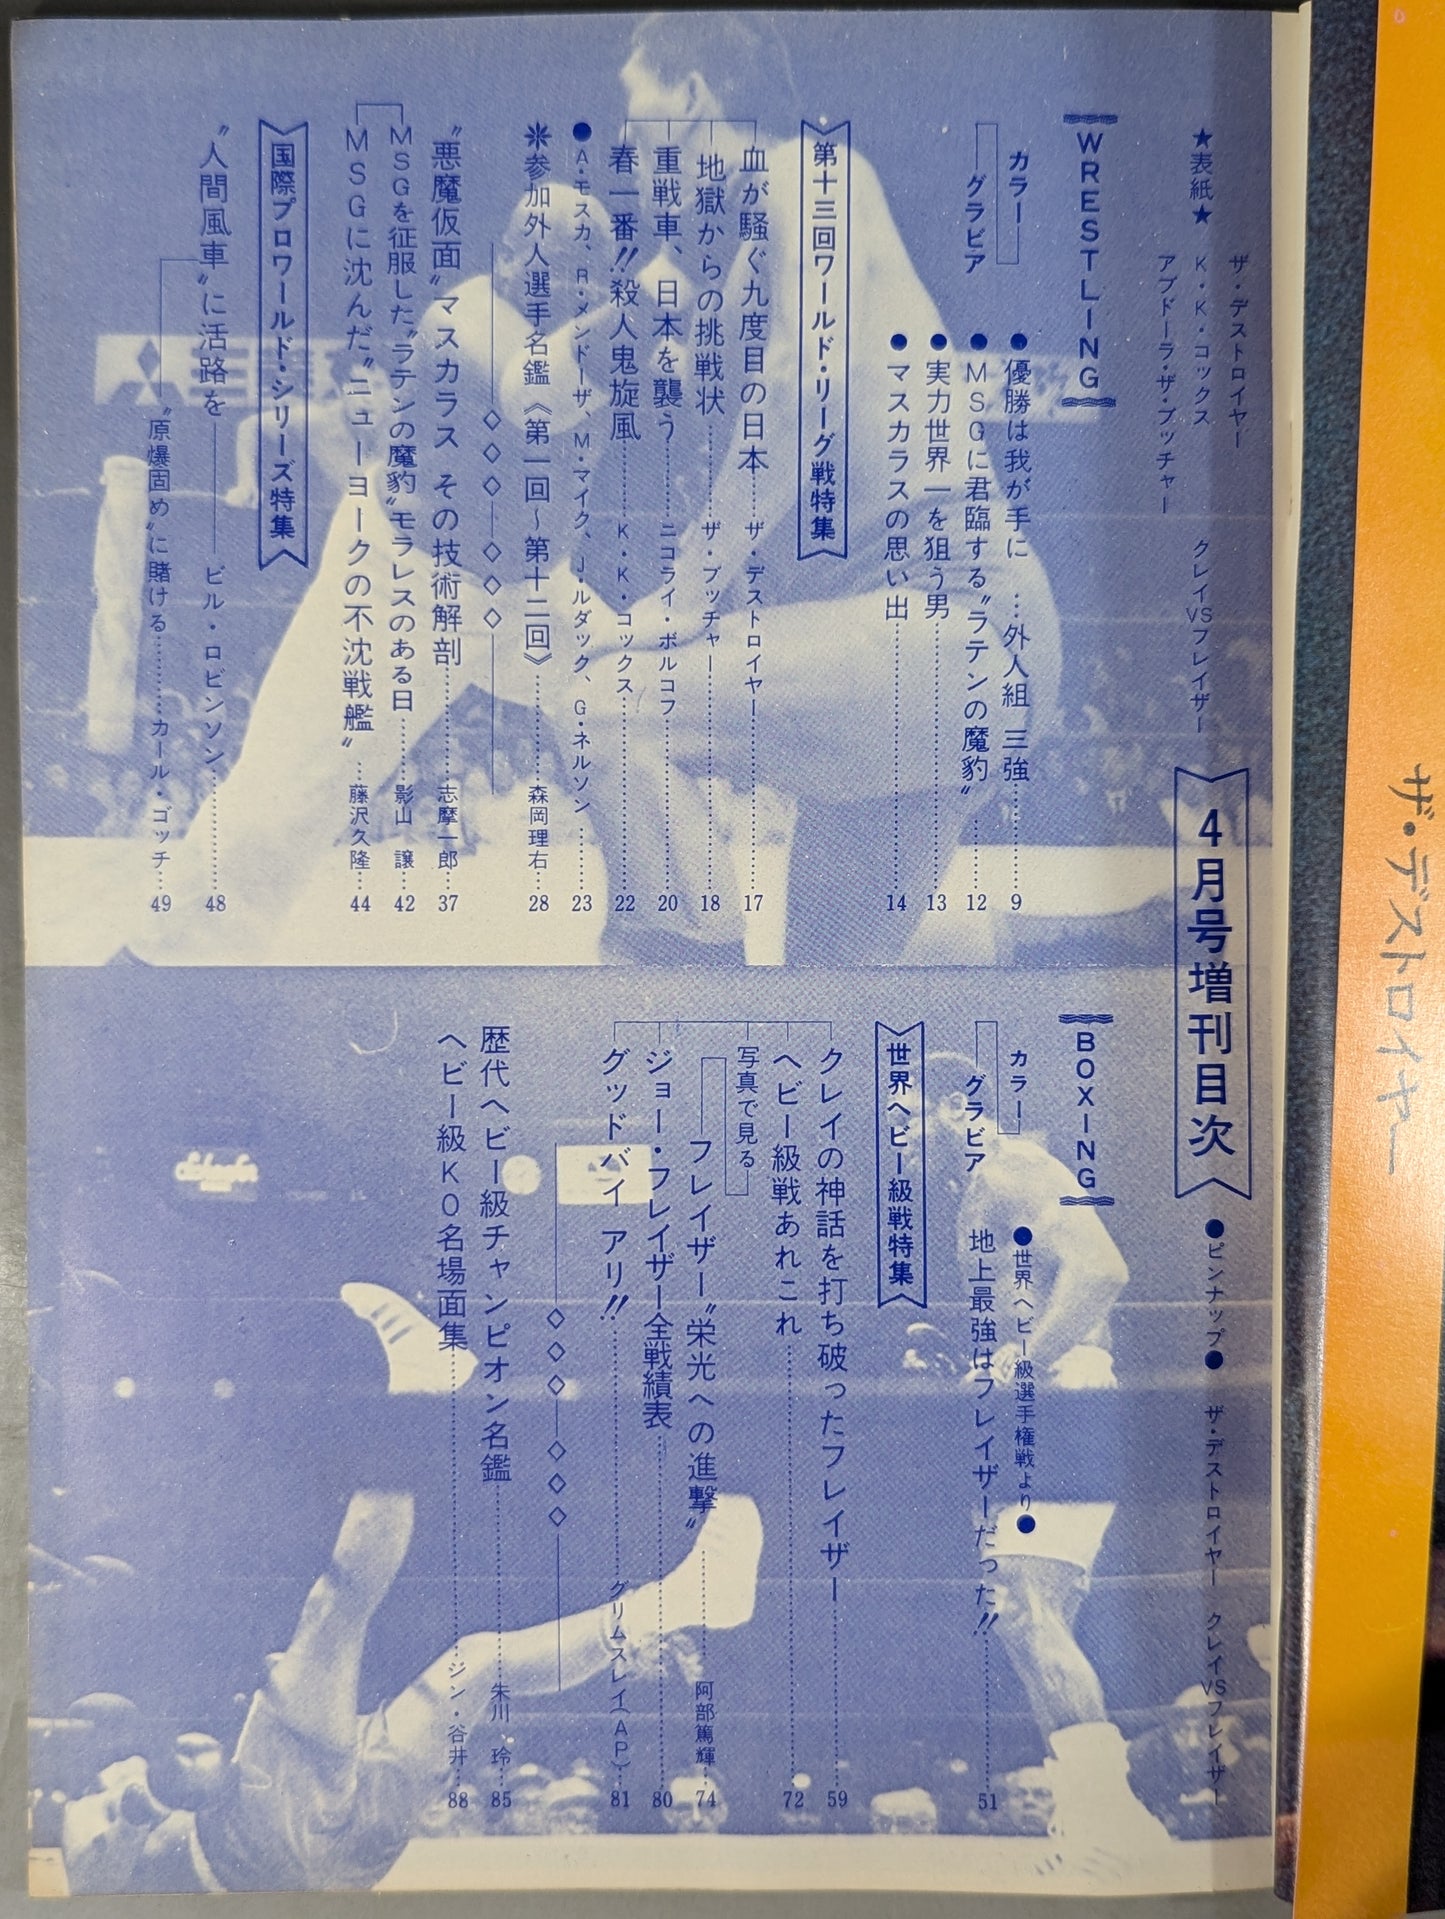 4月号増刊目次
★表紙★
ザ・デストロイヤー
K・K・コックス
アブドーラ・ザ・ブッチャー
クレイVSフレイザー
●ピンナップ●
ザ・デストロイヤー
クレイVSフレイザー
WRESTLING
カラー
グラビア
●優勝は我が手に…外人組 三強……9
●MSGに君臨する〝ラテンの魔豹〟……12
●実力世界一を狙う男……13
●マスカラスの思い出……14
第十三回ワールド・リーグ戦特集
血が騒ぐ九度目の日本……ザ・デストロイヤー……17
地獄からの挑戦状……ザ・ブッチャー……18
重戦車、日本を襲う……ニコライ・ボルコフ……20
春一番!!殺人鬼旋風……K・K・コックス……22
●A・モスカ、R・メンドーザ、M・マイク、J・ルダック、G・ネルソン……23
✻参加外人選手名鑑《第一回〜第十二回》……森岡理右……28
◇◇◇◇◇◇
〝悪魔仮面〟マスカラス その技術解剖……志摩一郎……37
MSGを征服した〝ラテンの魔豹〟モラレスのある日……影山 譲……42
MSGに沈んだ〝ニューヨークの不沈戦艦〟……藤沢久隆……44
国際プロワールド・シリーズ特集
〝人間風車〟に活路を――ビル・ロビンソン……48
〝原爆固め〟に賭ける……カール・ゴッチ……49
BOXING
カラー
グラビア
●世界ヘビー級選手権戦より●
地上最強はフレイザーだった!!……51
世界ヘビー級戦特集
クレイの神話を打ち破ったフレイザー……59
ヘビー級戦あれこれ……72
写真で見る
フレイザー〝栄光への進撃〟……阿部篤輝……74
ジョー・フレイザー全戦績表……80
グッドバイ アリ!!……グリムスレイ(AP)……81
◇◇◇◇◇◇
歴代ヘビー級チャンピオン名鑑……朱川 玲……85
ヘビー級KO名場面集……ジン・谷井……88
ザ・デストロイヤー